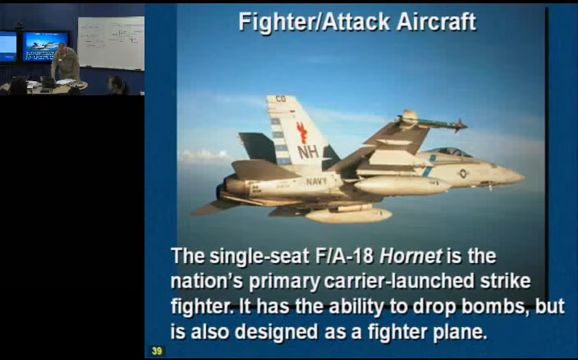 Fighter/Attack Aircraft
CD
NH
NAVY
The single-seat F/A-18 Hornet is the
nation's primary carrier-launched strike
fighter. It has the ability to drop bombs, but
is also designed as a fighter plane.
39